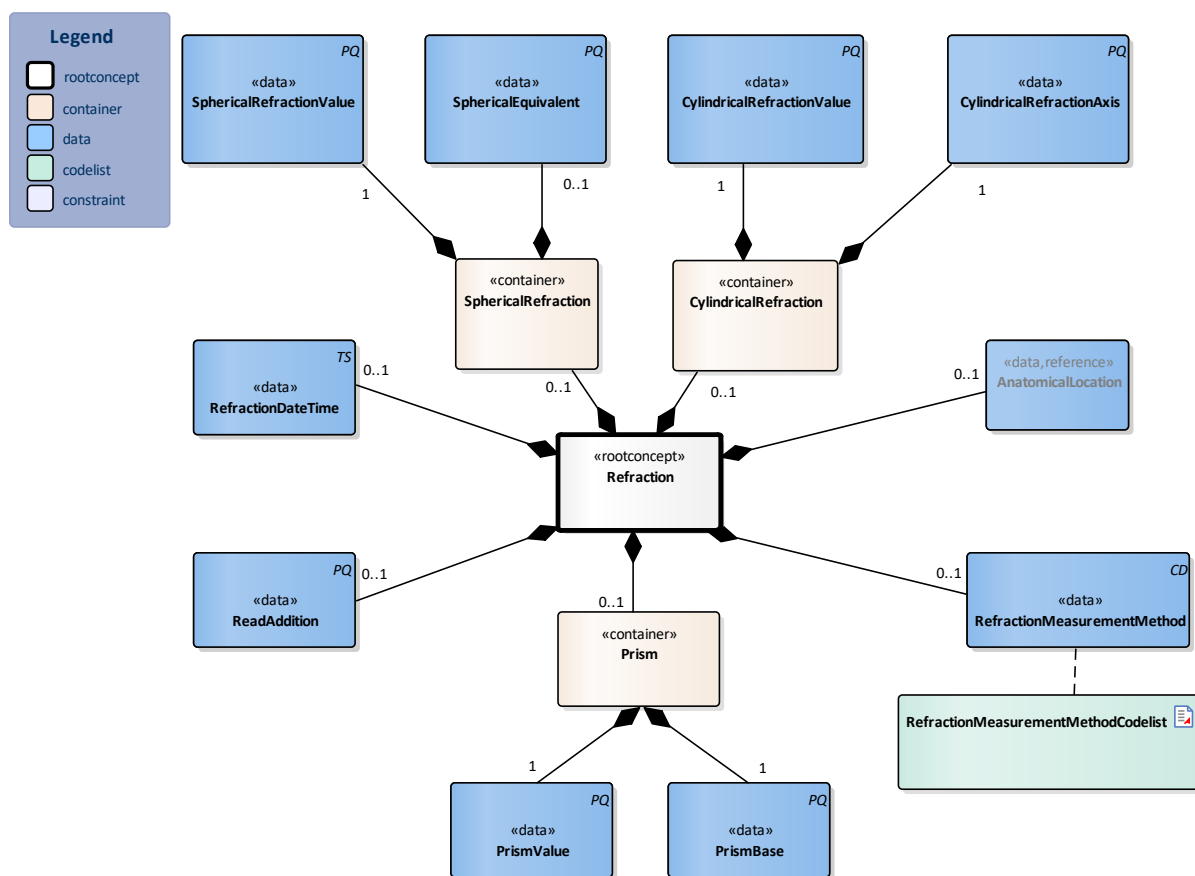 Legend
rootconcept
container
data
codelist
constraint
PQ
«data»
SphericalRefractionValue
PQ
«data»
SphericalEquivalent
PQ
«data»
CylindricalRefractionValue
PQ
«data»
CylindricalRefractionAxis
1
0..1
1
1
«container»
SphericalRefraction
«container»
CylindricalRefraction
TS
«data»
RefractionDateTime
0..1
0..1
0..1
0..1
«data,reference»
AnatomicalLocation
«rootconcept»
Refraction
PQ
«data»
ReadAddition
0..1
0..1
0..1
CD
«data»
RefractionMeasurementMethod
«container»
Prism
RefractionMeasurementMethodCodelist
1
1
PQ
«data»
PrismValue
PQ
«data»
PrismBase